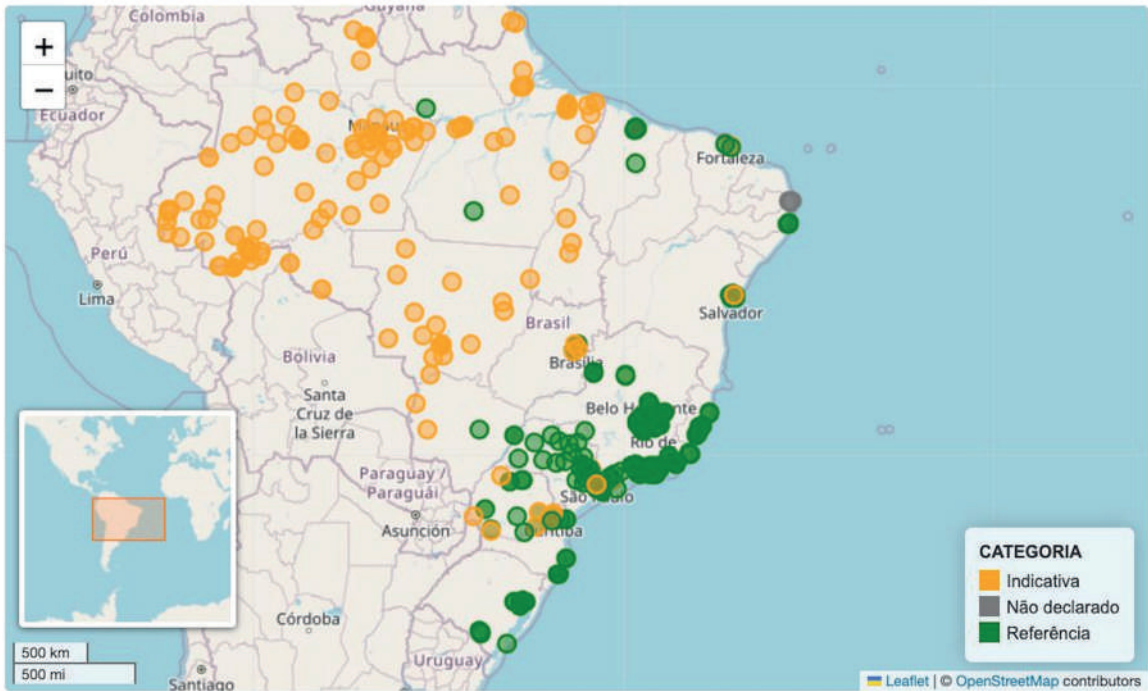 Colombia
Guyana
+
−
uito
Ecuador
Fortaleza
Perú
Lima
Salvador
Brasil
Brasília
Bolivia
Santa
Cruz de
la Sierra
Belo H
nte
Rio de
Paraguay /
Paraguái
São Paulo
Asunción
Córdoba
Uruguay
Santiago
500 km
500 mi
CATEGORIA
Indicativa
Não declarado
Referência
Leaflet | © OpenStreetMap contributors